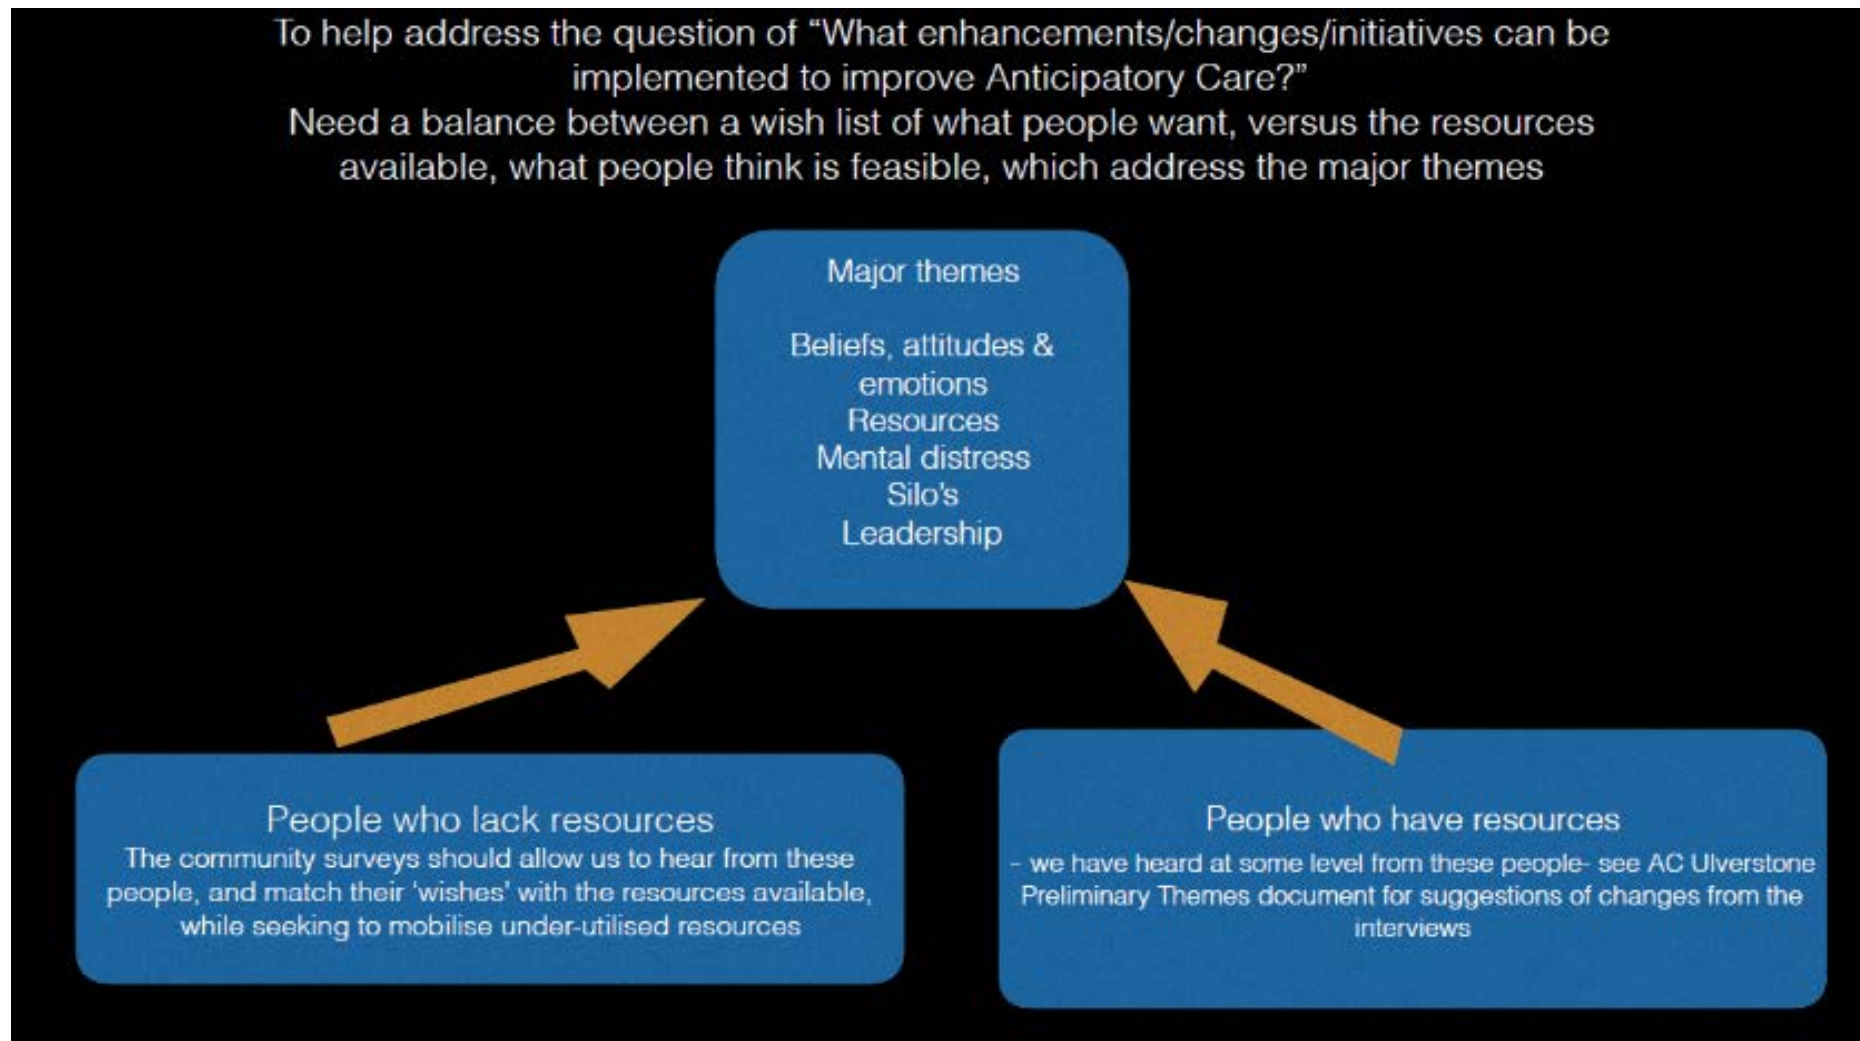 To help address the question of “What enhancements/changes/initiatives can be
implemented to improve Anticipatory Care?”
Need a balance between a wish list of what people want, versus the resources
available, what people think is feasible, which address the major themes
Major themes
Beliefs, attitudes &
emotions
Resources
Mental distress
Silo's
Leadership
People who lack resources
The community surveys should allow us to hear from these
people, and match their ‘wishes’ with the resources available,
while seeking to mobilise under-utilised resources
People who have resources
- we have heard at some level from these people- see AC Ulverstone
Preliminary Themes document for suggestions of changes from the
interviews